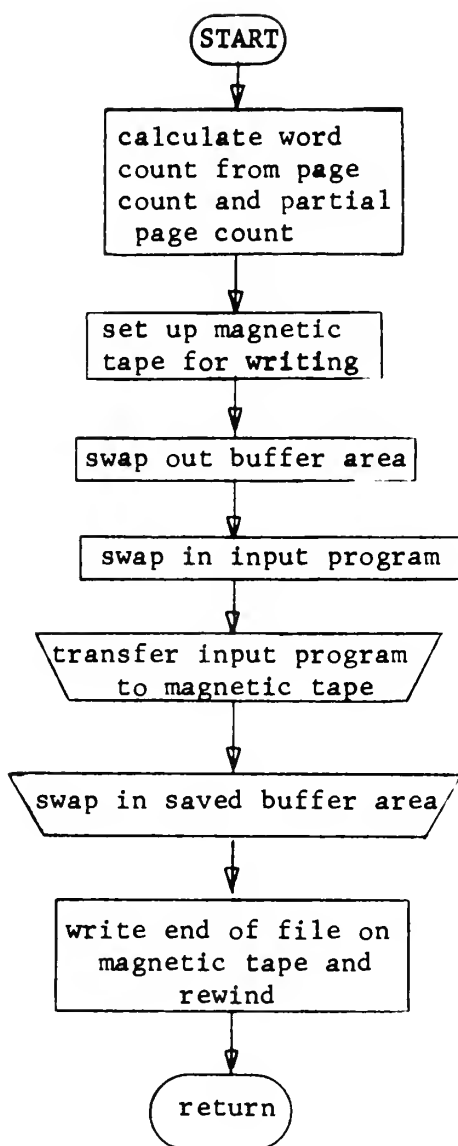 START
calculate word
count from page
count and partial
page count
set up magnetic
tape for writing
swap out buffer area
swap in input program
transfer input program
to magnetic tape
swap in saved buffer area
write end of file on
magnetic tape and
rewind
return